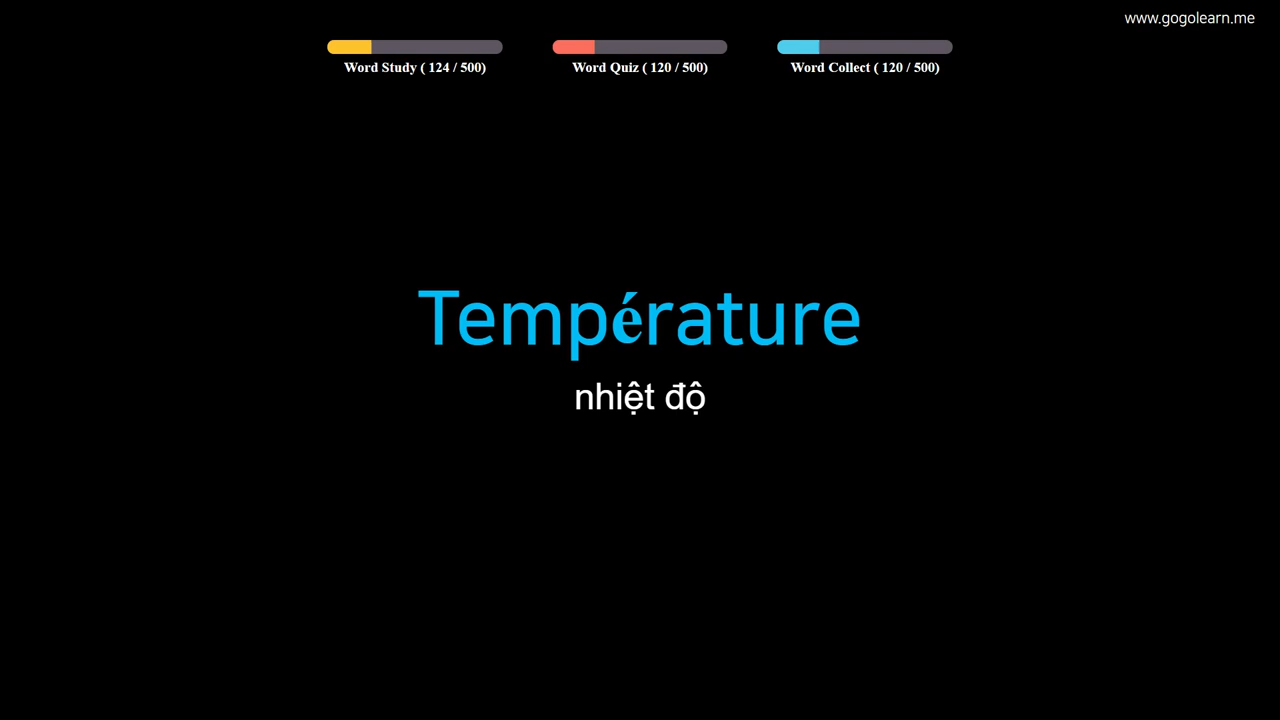 www.gogolearn.me
Word Study ( 124 / 500)
Word Quiz ( 120 / 500)
Word Collect ( 120 / 500)
Température
nhiệt độ